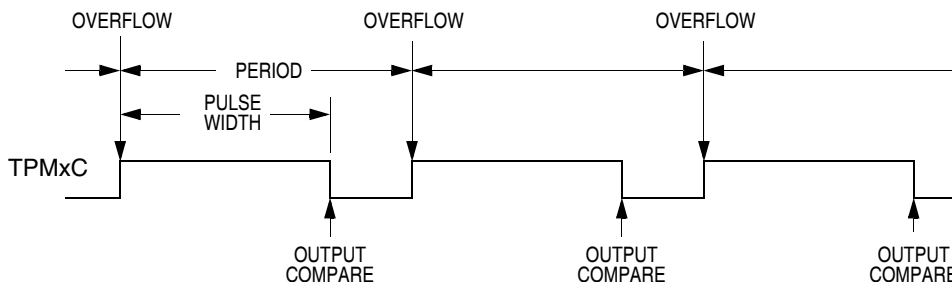 OVERFLOW
OVERFLOW
OVERFLOW
PERIOD
PULSE
WIDTH
TPMxC
OUTPUT
COMPARE
OUTPUT
COMPARE
OUTPUT
COMPARE